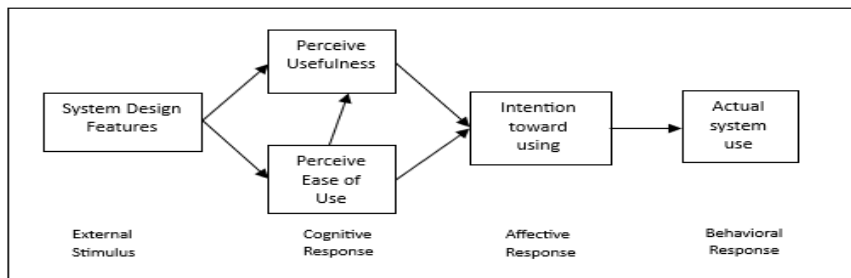 Perceive
Usefulness
System Design
Features
Perceive
Ease of
Use
Intention
toward
using
Actual
system
use
External
Stimulus
Cognitive
Response
Affective
Response
Behavioral
Response